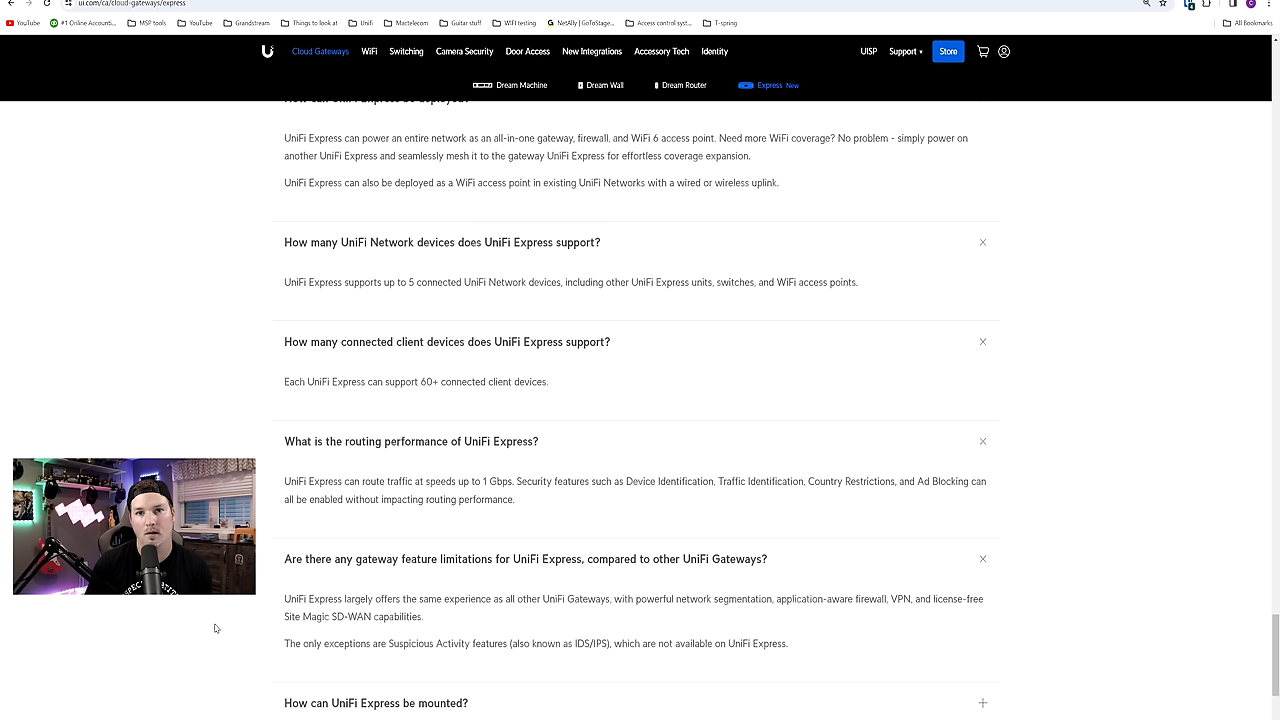 ui.com/ca/cloud-gateways/express
YouTube
#1 Online Accounti...
MSP tools
YouTube
Grandstream
Things to look at
Unifi
Mactelecom
Guitar stuff
WIFI testing
NetAlly | GoToStage...
Access control syst...
T-spring
All Bookmarks
Cloud Gateways WiFi Switching Camera Security Door Access New Integrations Accessory Tech Identity UISP Support Store
Dream Machine Dream Wall Dream Router Express New
How can UniFi Express be deployed?
UniFi Express can power an entire network as an all-in-one gateway, firewall, and WiFi 6 access point. Need more WiFi coverage? No problem - simply power on
another UniFi Express and seamlessly mesh it to the gateway UniFi Express for effortless coverage expansion.
UniFi Express can also be deployed as a WiFi access point in existing UniFi Networks with a wired or wireless uplink.
How many UniFi Network devices does UniFi Express support?
UniFi Express supports up to 5 connected UniFi Network devices, including other UniFi Express units, switches, and WiFi access points.
How many connected client devices does UniFi Express support?
Each UniFi Express can support 60+ connected client devices.
What is the routing performance of UniFi Express?
UniFi Express can route traffic at speeds up to 1 Gbps. Security features such as Device Identification, Traffic Identification, Country Restrictions, and Ad Blocking can
all be enabled without impacting routing performance.
Are there any gateway feature limitations for UniFi Express, compared to other UniFi Gateways?
UniFi Express largely offers the same experience as all other UniFi Gateways, with powerful network segmentation, application-aware firewall, VPN, and license-free
Site Magic SD-WAN capabilities.
The only exceptions are Suspicious Activity features (also known as IDS/IPS), which are not available on UniFi Express.
How can UniFi Express be mounted?